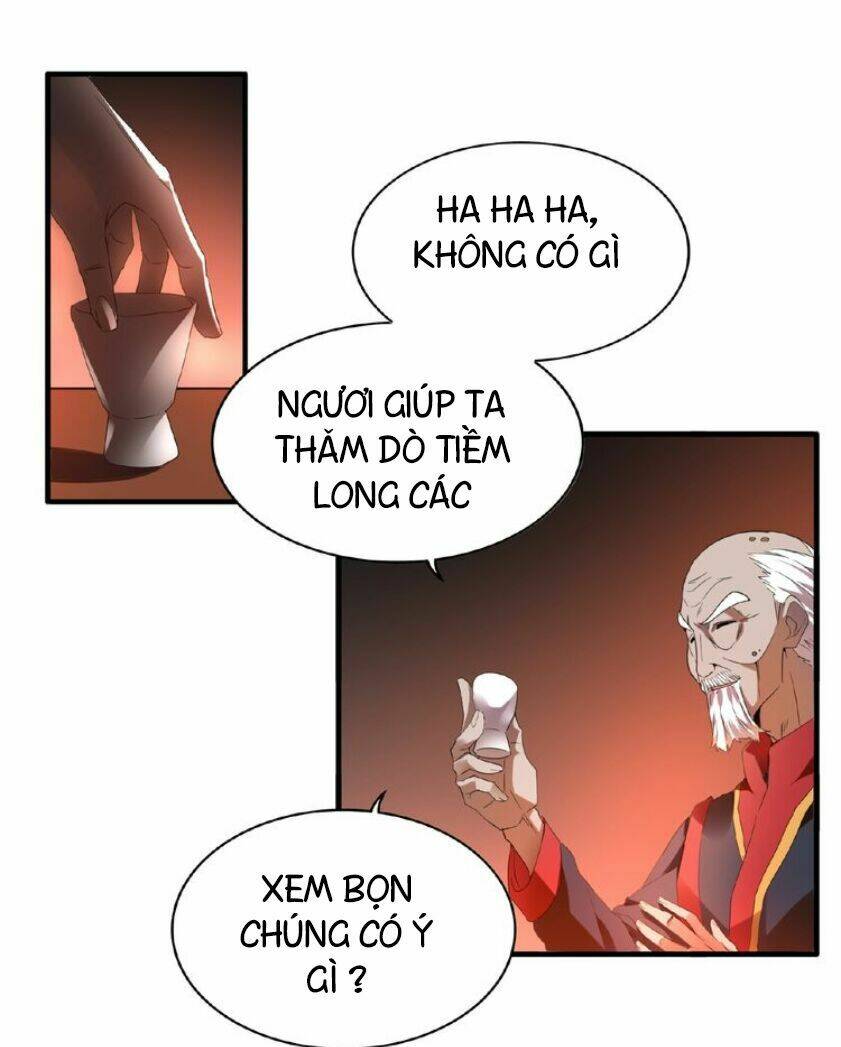 HA HA HA,
KHÔNG CÓ GÌ
NGƯƠI GIÚP TA
THĂM DÒ TIỀM
LONG CÁC
XEM BỌN
CHÚNG CÓ Ý
GÌ ?